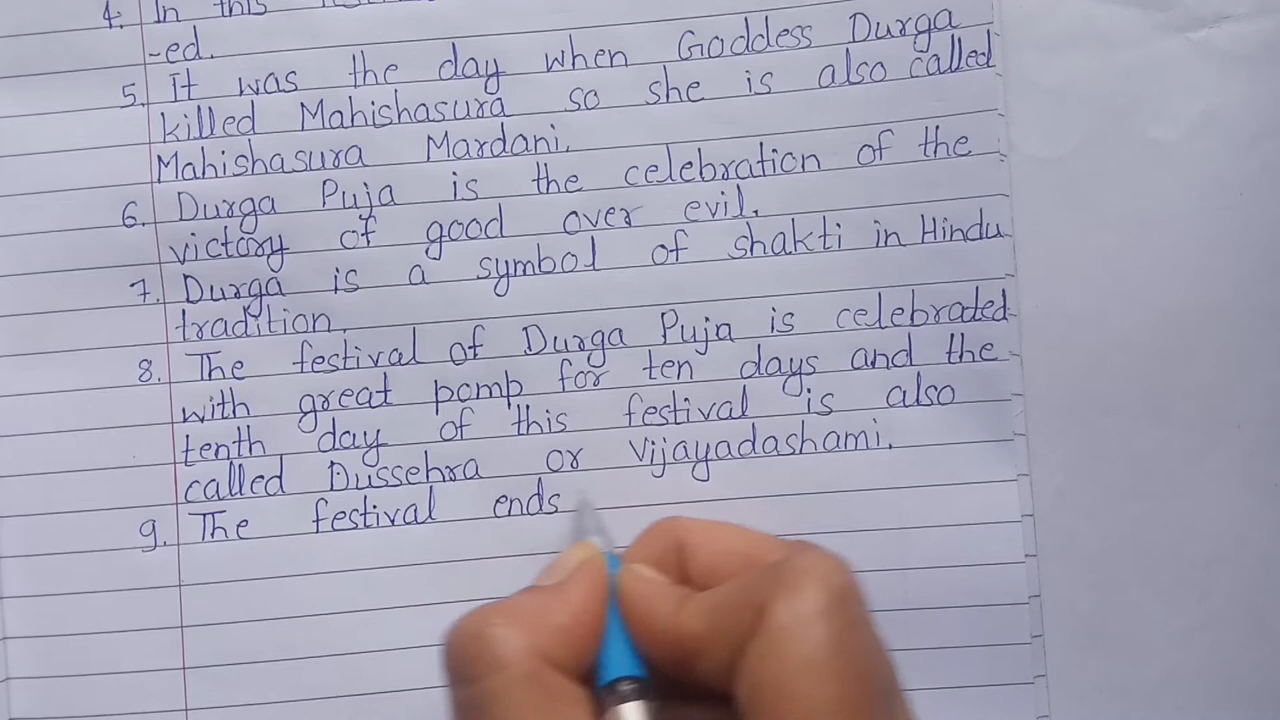 4. In this
-ed.
5. It was the day when Goddess Durga
killed Mahishasura so she is also called
Mahishasura Mardani.
6. Durga Puja is the celebration of the
victory of good over evil.
7. Durga is a symbol of shakti in Hindu
tradition.
8. The festival of Durga Puja is celebrated
with great pomp for ten days and the
tenth day of this festival is also
called Dussehra or Vijayadashami.
9. The festival ends